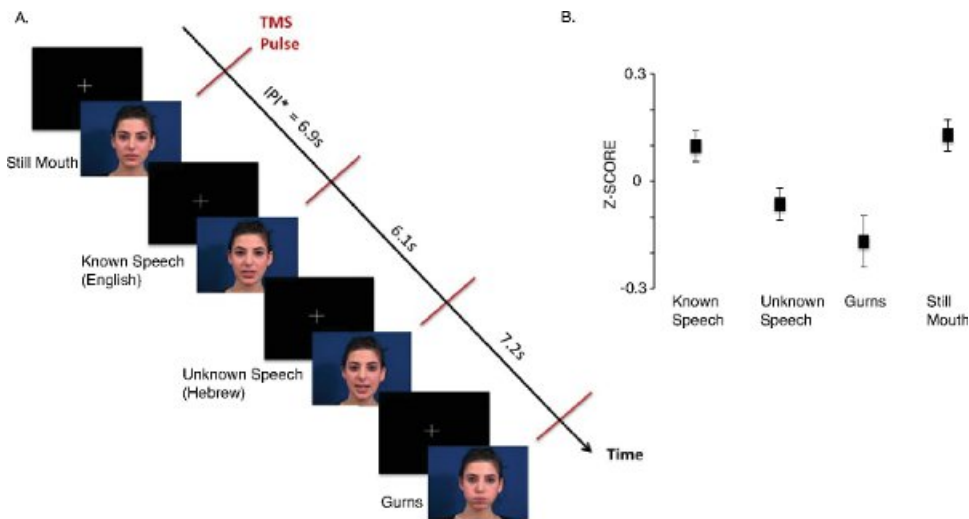 A.
TMS
Pulse
IPI* = 6.9s
Still Mouth
6.1s
Known Speech
(English)
7.2s
Unknown Speech
(Hebrew)
Time
Gurns
B.
0.3
0
-0.3
Z-SCORE
Known
Speech
Unknown
Speech
Gurns
Still
Mouth